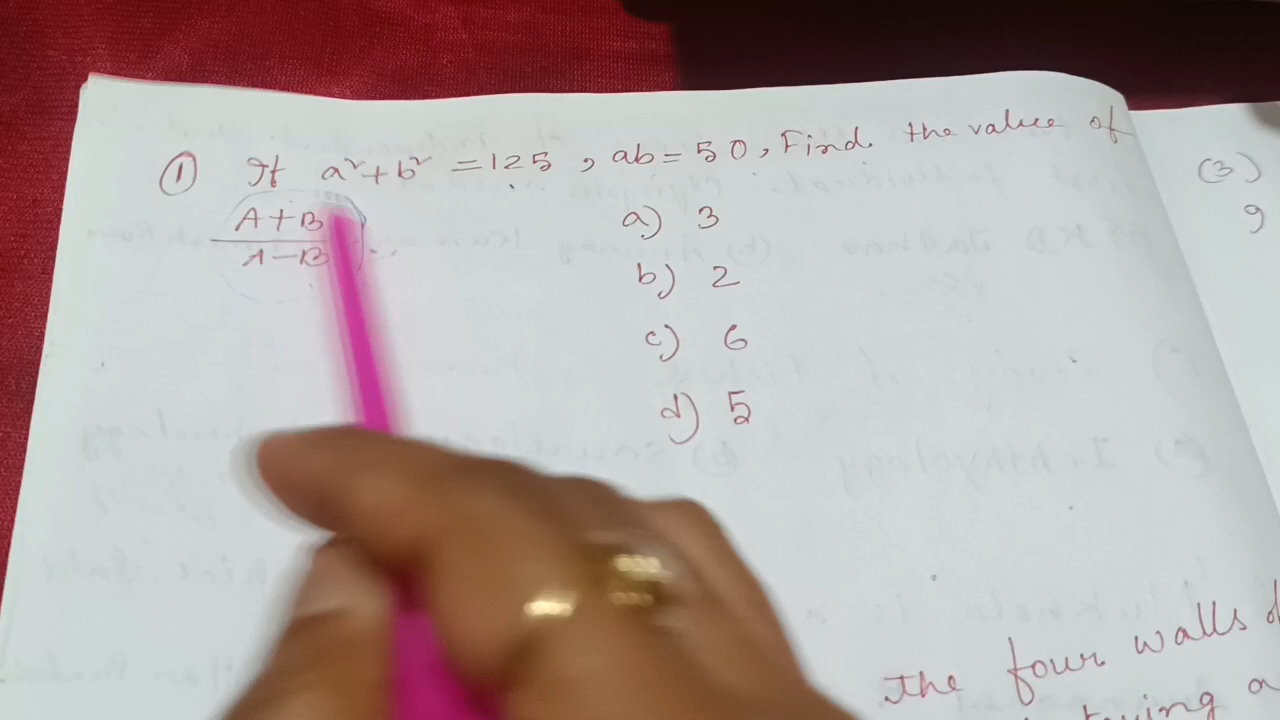 ① If a²+b² =125, ab=50, Find the value of
A+B
A-B
a) 3
b) 2
c) 6
d) 5
(3)
9
the four walls